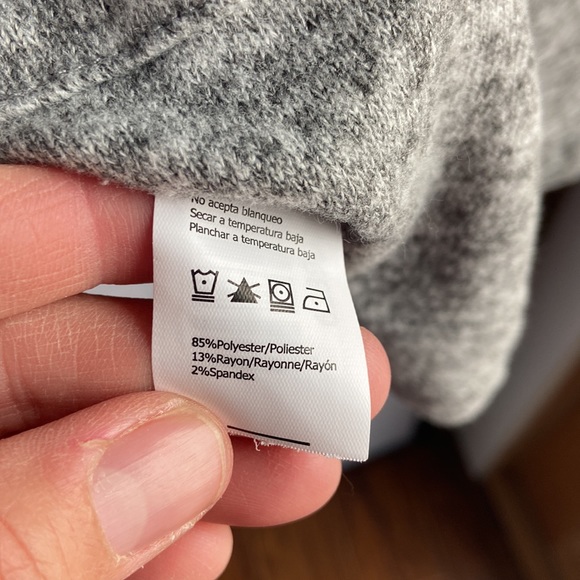 No acepta blanqueo
Secar a temperatura baja
Planchar a temperatura baja
85%Polyester/Poliester
13%Rayon/Rayonne/Rayón
2%Spandex